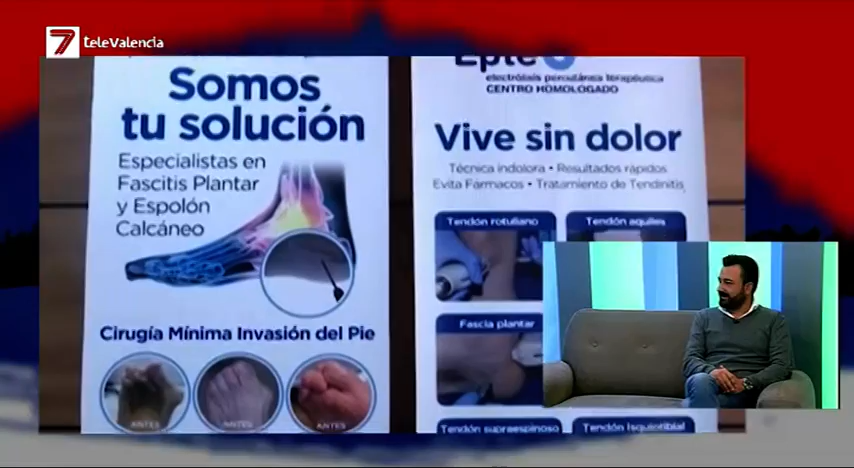 7 teleValencia
Somos
tu solución
Especialistas en
Fascitis Plantar
y Espolón
Calcáneo
Cirugía Mínima Invasión del Pie
ANTES
ANTES
ANTES
Epte
electrólisis percutánea terapéutica
CENTRO HOMOLOGADO
Vive sin dolor
Técnica indolora • Resultados rápidos
Evita Fármacos • Tratamiento de Tendinitis
Tendón rotuliano
Tendón aquiles
Fascia plantar
Tendón supraespinoso
Tendón Isquiotibial